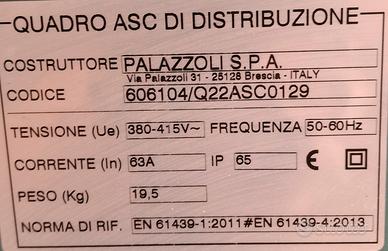 QUADRO ASC DI DISTRIBUZIONE
COSTRUTTORE PALAZZOLI S.P.A.
Via Palazzoli 31 - 25128 Brescia - ITALY
CODICE 606104/Q22ASC0129
TENSIONE (Ue) 380-415V~ FREQUENZA 50-60Hz
CORRENTE (In) 63A IP 65 CE
PESO (Kg) 19,5
NORMA DI RIF. EN 61439-1:2011#EN 61439-4:2013